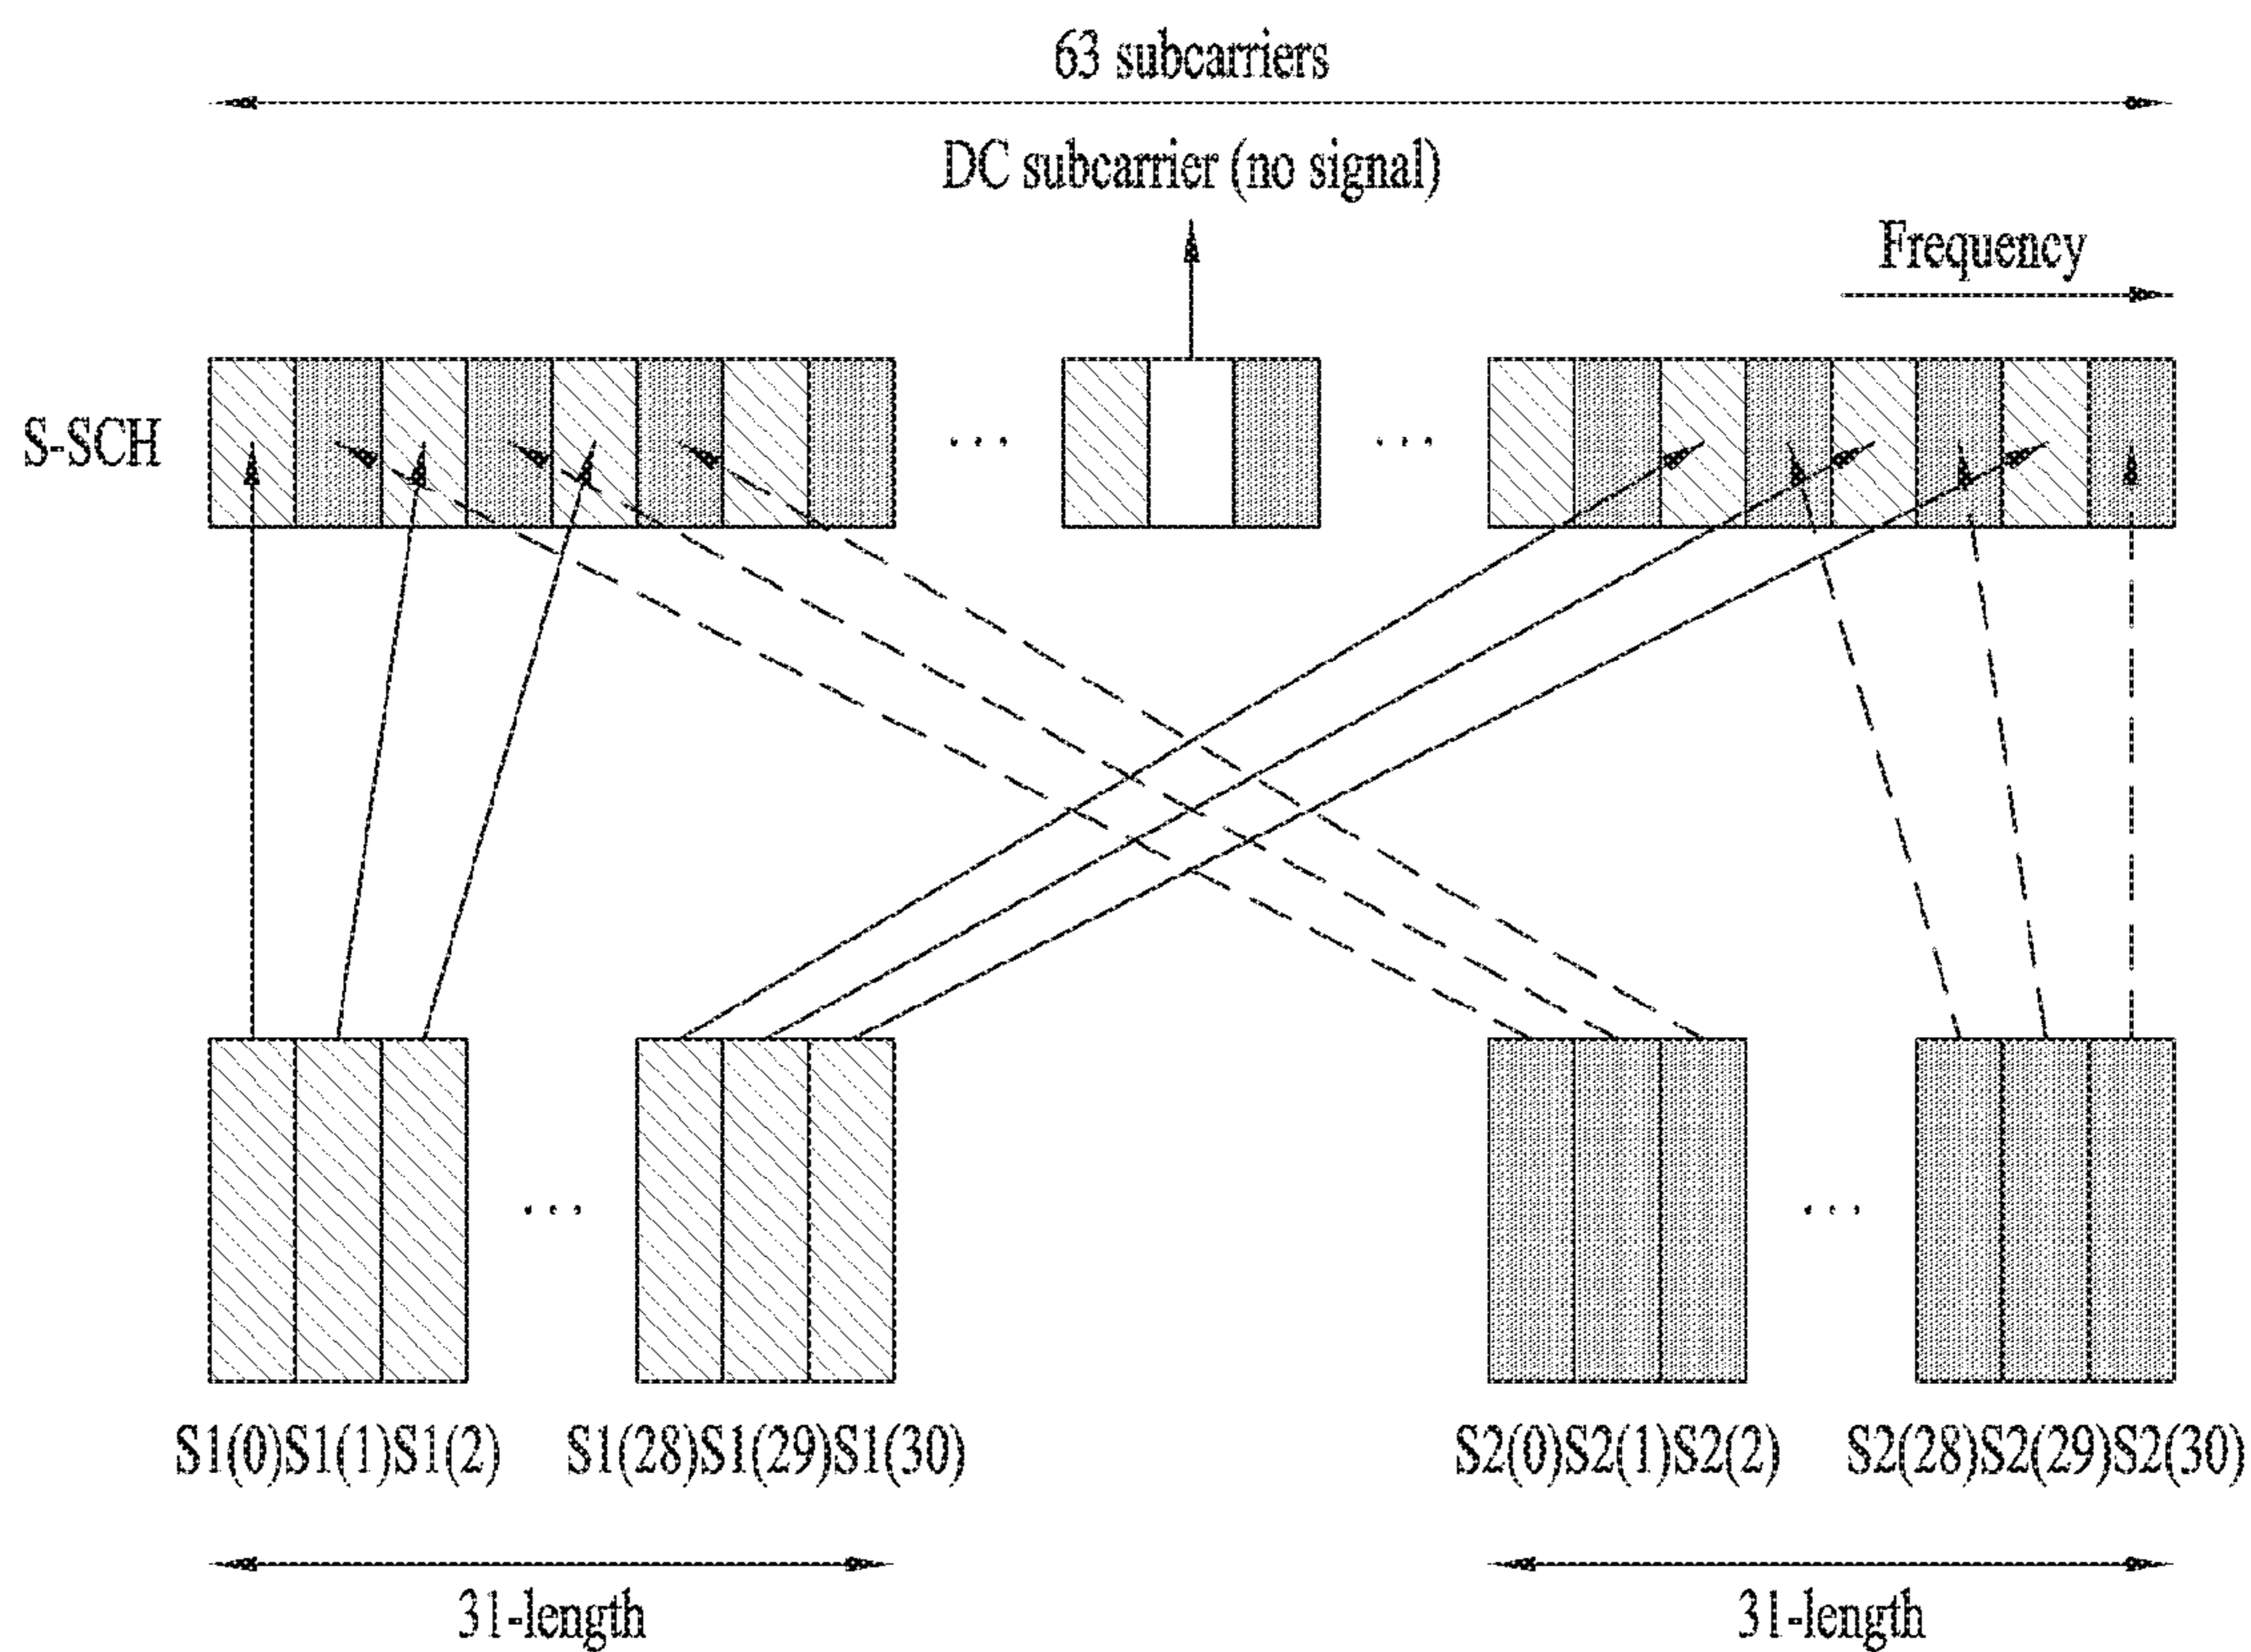 63 subcarriers
DC subcarrier (no signal)
Frequency
S-SCH
... ...
... ...
S1(0)S1(1)S1(2) S1(28)S1(29)S1(30) S2(0)S2(1)S2(2) S2(28)S2(29)S2(30)
31-length 31-length